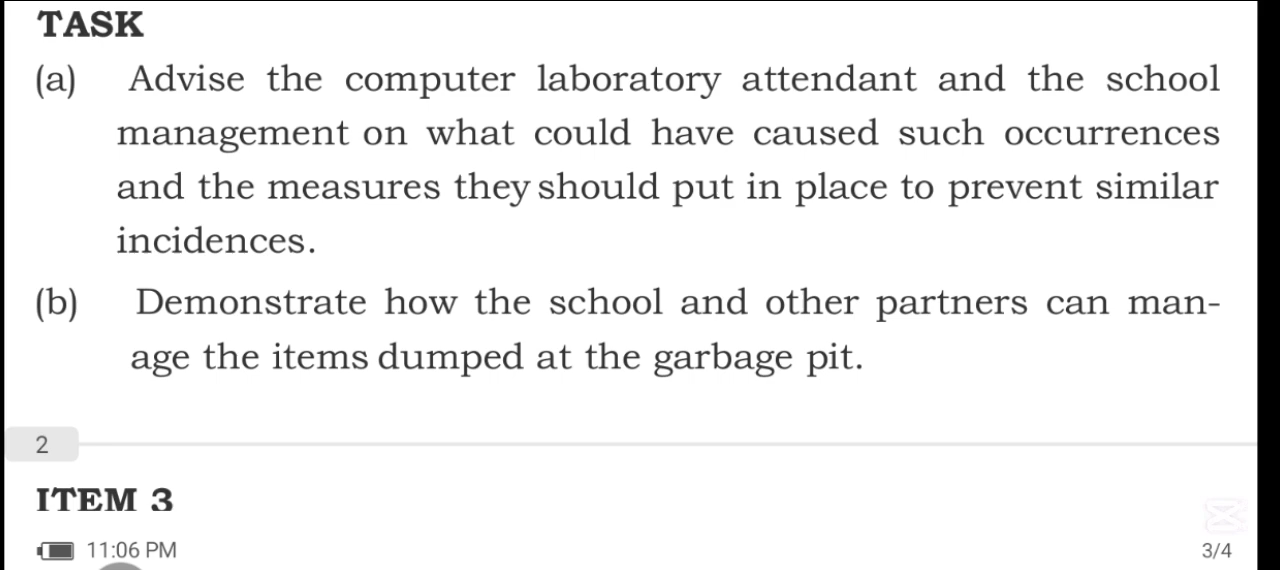 TASK
(a) Advise the computer laboratory attendant and the school
management on what could have caused such occurrences
and the measures they should put in place to prevent similar
incidences.
(b) Demonstrate how the school and other partners can man-
age the items dumped at the garbage pit.
2
ITEM 3
11:06 PM
3/4